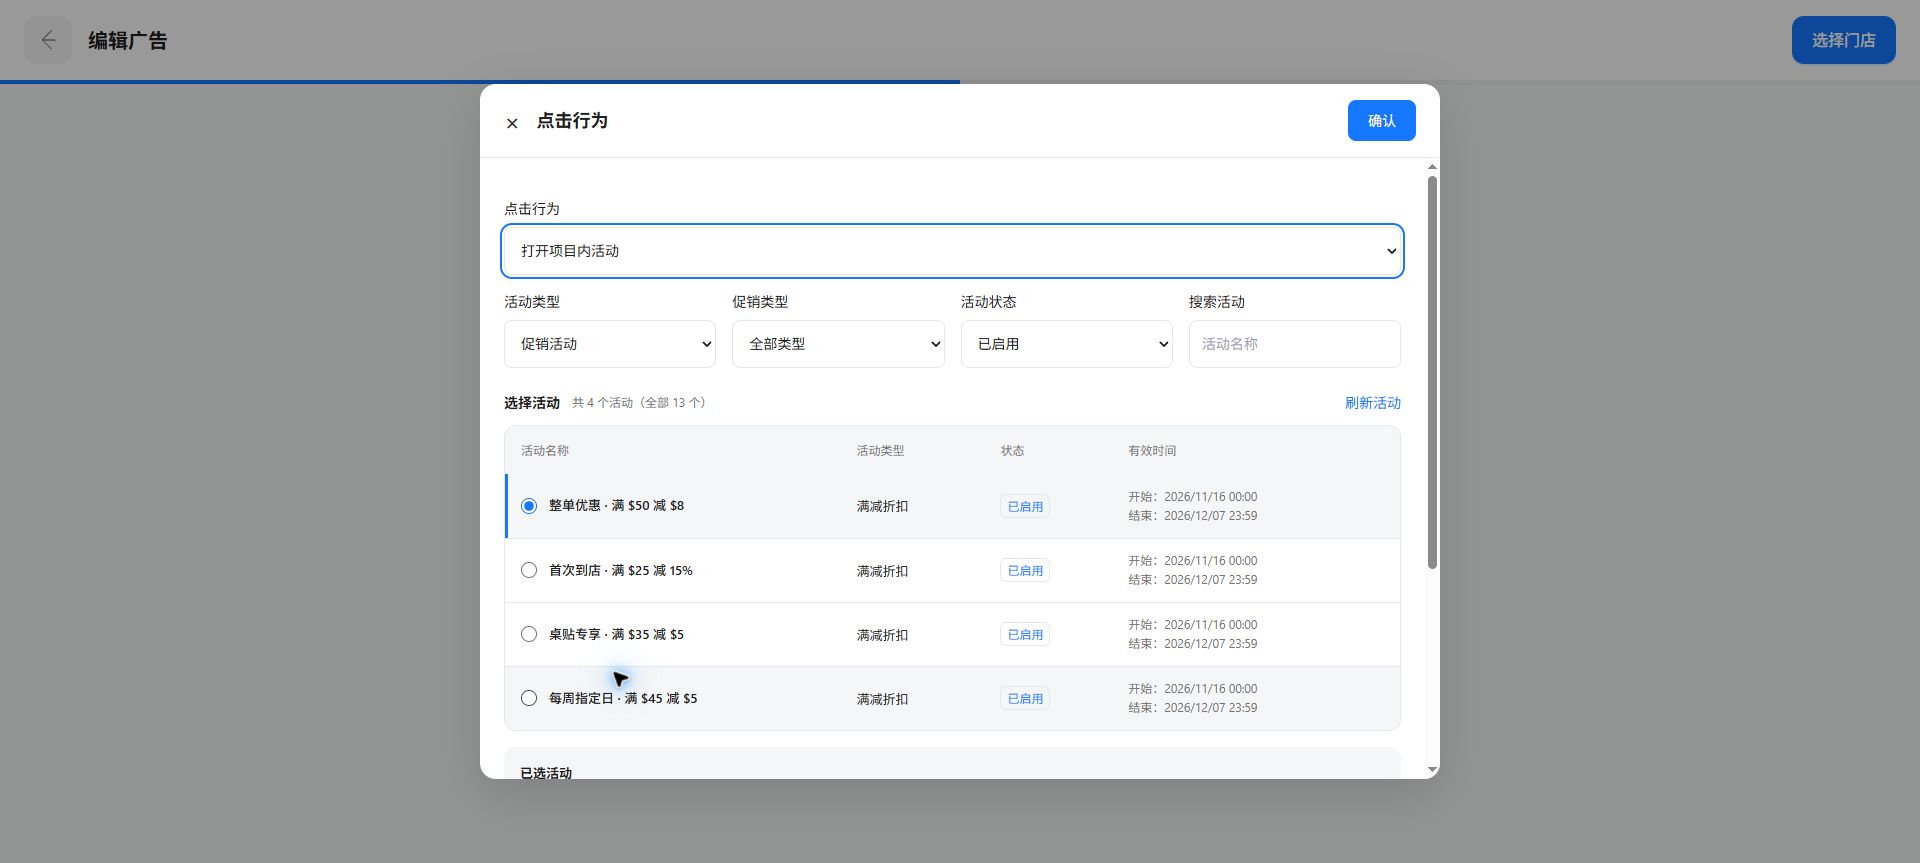 编辑广告
选择门店
点击行为
确认
点击行为
打开项目内活动
活动类型 促销类型 活动状态 搜索活动
促销活动 全部类型 已启用 活动名称
选择活动 共 4 个活动（全部 13 个） 刷新活动
活动名称 活动类型 状态 有效时间
整单优惠 · 满 $50 减 $8 满减折扣 已启用 开始：2026/11/16 00:00
结束：2026/12/07 23:59
首次到店 · 满 $25 减 15% 满减折扣 已启用 开始：2026/11/16 00:00
结束：2026/12/07 23:59
桌贴专享 · 满 $35 减 $5 满减折扣 已启用 开始：2026/11/16 00:00
结束：2026/12/07 23:59
每周指定日 · 满 $45 减 $5 满减折扣 已启用 开始：2026/11/16 00:00
结束：2026/12/07 23:59
已选活动